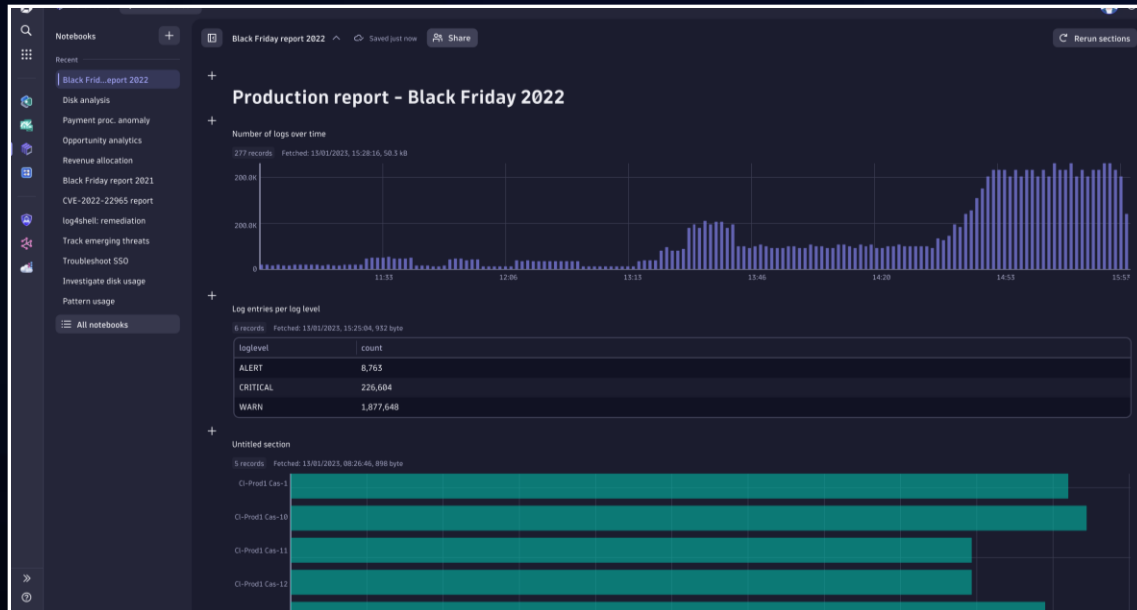 Notebooks
Recent
Black Frid...eport 2022
Disk analysis
Payment proc. anomaly
Opportunity analytics
Revenue allocation
Black Friday report 2021
CVE-2022-22965 report
log4shell: remediation
Track emerging threats
Troubleshoot SSO
Investigate disk usage
Pattern usage
All notebooks
Black Friday report 2022
Saved just now
Share
Rerun sections
Production report - Black Friday 2022
Number of logs over time
277 records Fetched: 13/01/2023, 15:28:16, 50.3 kB
200.0K
200.0K
0
11:33 12:06 13:13 13:46 14:20 14:53 15:57
Log entries per log level
6 records Fetched: 13/01/2023, 15:25:04, 932 byte
loglevel count
ALERT 8,763
CRITICAL 226,604
WARN 1,877,648
Untitled section
5 records Fetched: 13/01/2023, 08:26:46, 898 byte
Cl-Prod1 Cas-1
Cl-Prod1 Cas-10
Cl-Prod1 Cas-11
Cl-Prod1 Cas-12